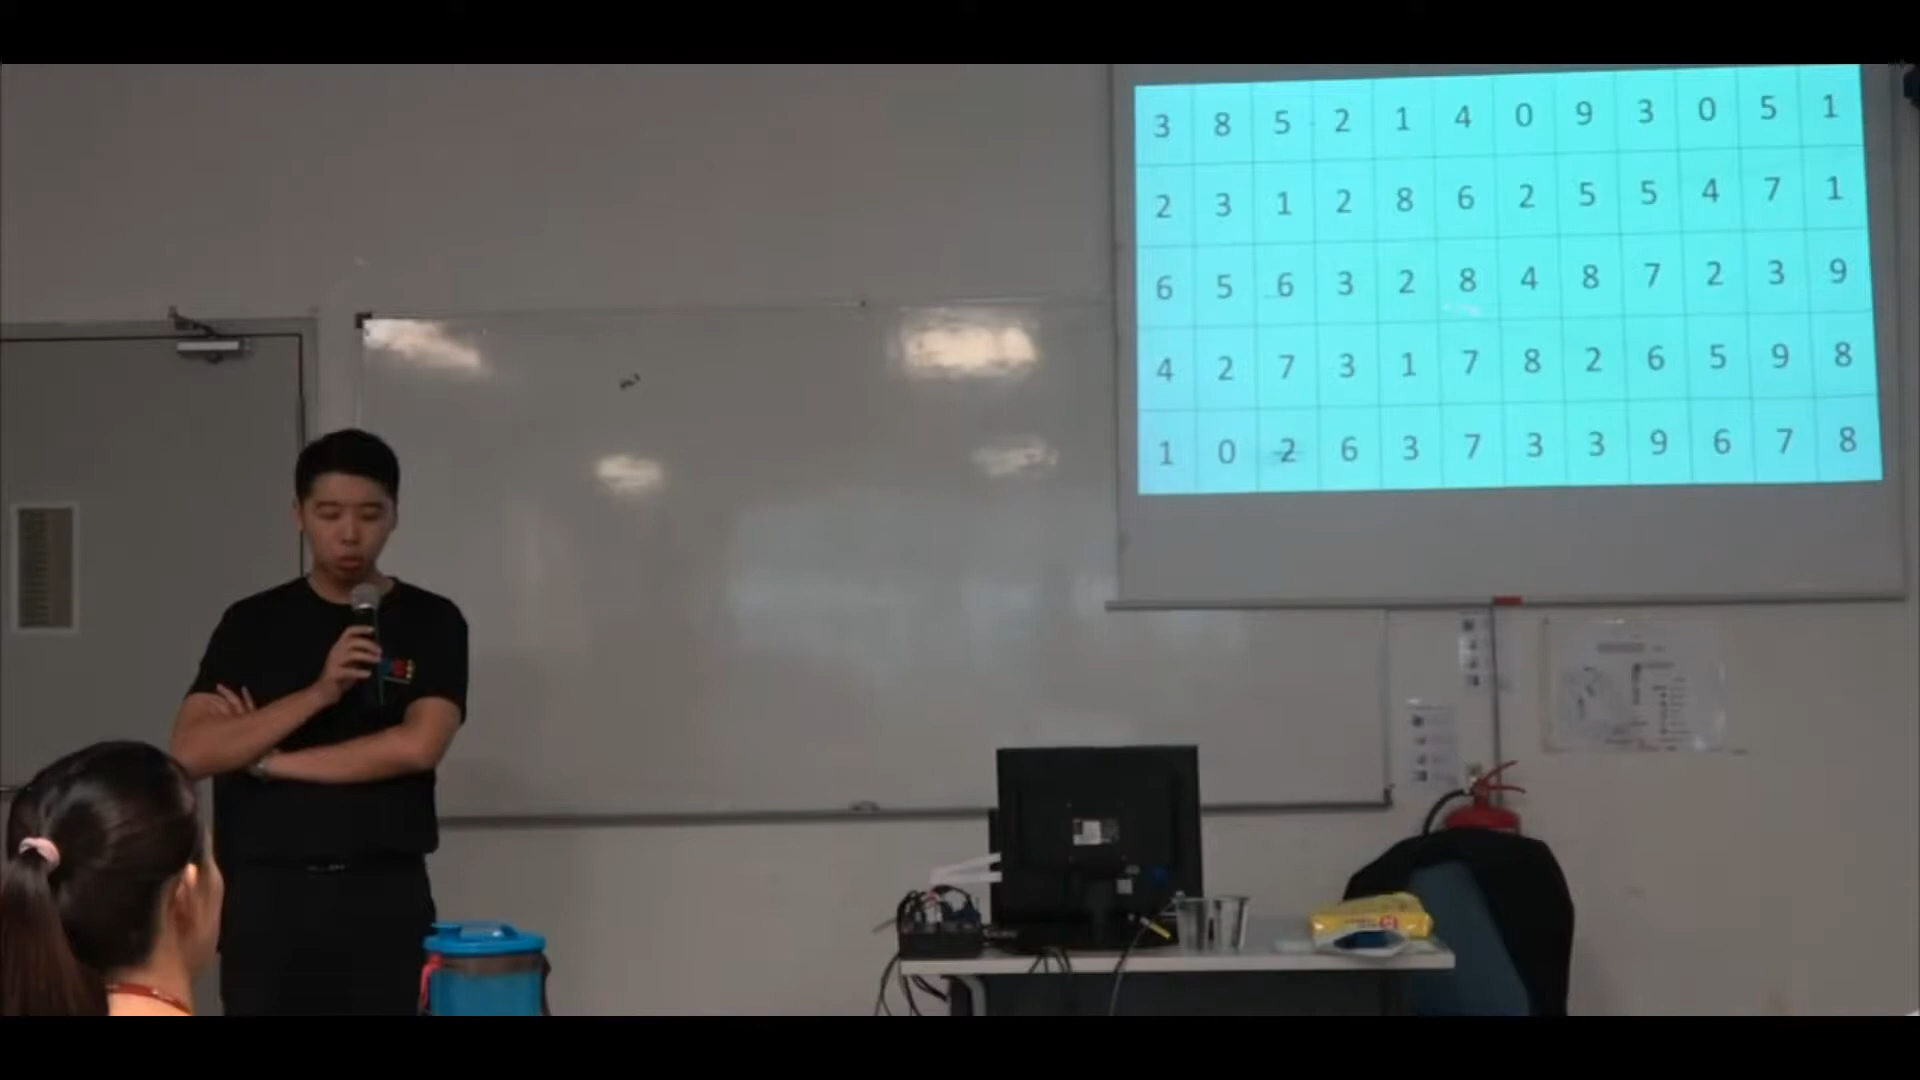 3 8 5 2 1 4 0 9 3 0 5 1
2 3 1 2 8 6 2 5 5 4 7 1
6 5 6 3 2 8 4 8 7 2 3 9
4 2 7 3 1 7 8 2 6 5 9 8
1 0 2 6 3 7 3 3 9 6 7 8